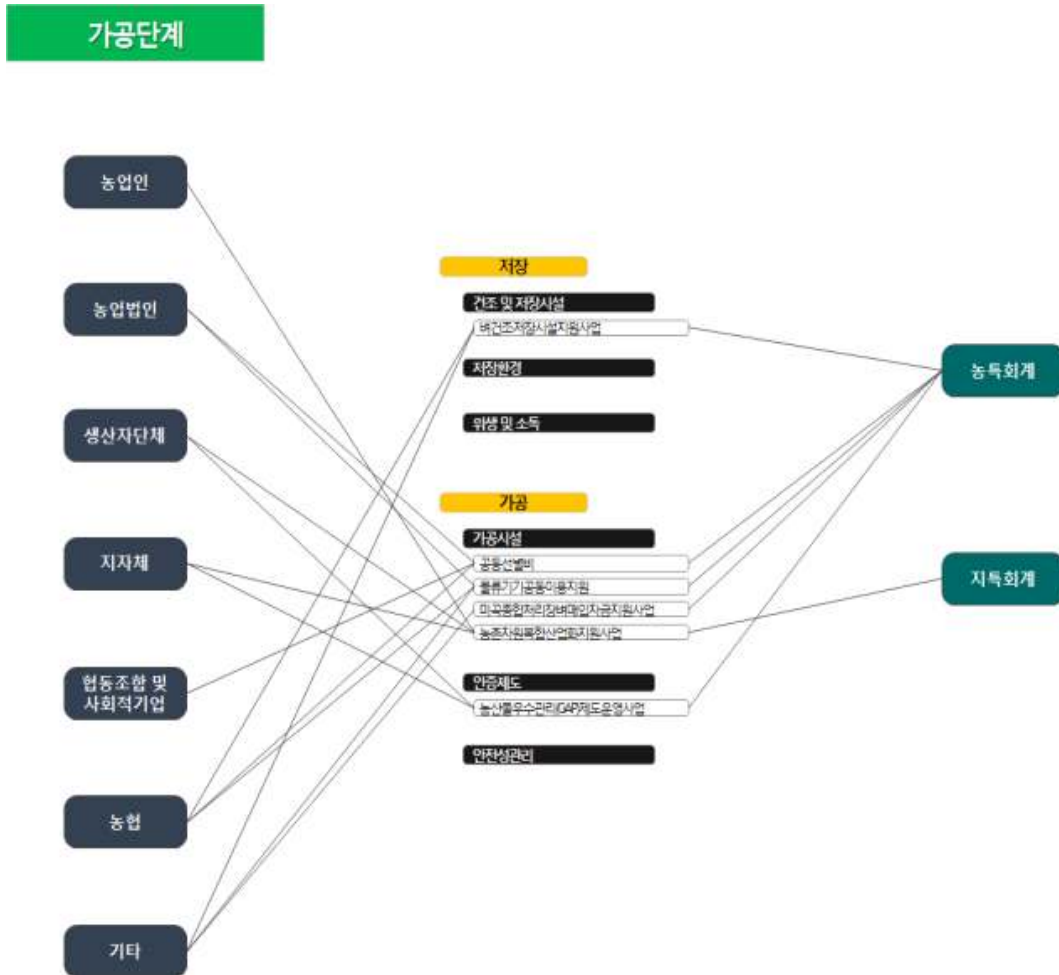 가공단계
농업인
농업법인
생산자단체
지자체
협동조합 및
사회적기업
농협
기타
저장
건조 및 저장시설
벼건조저장시설지원사업
저장환경
위생 및 소독
가공
가공시설
공동선별비
물류기기공동이용지원
미곡종합처리장벼매입자금지원사업
농촌자원복합산업화지원사업
인증제도
농산물우수관리(GAP)제도운영사업
안전성관리
농특회계
지특회계